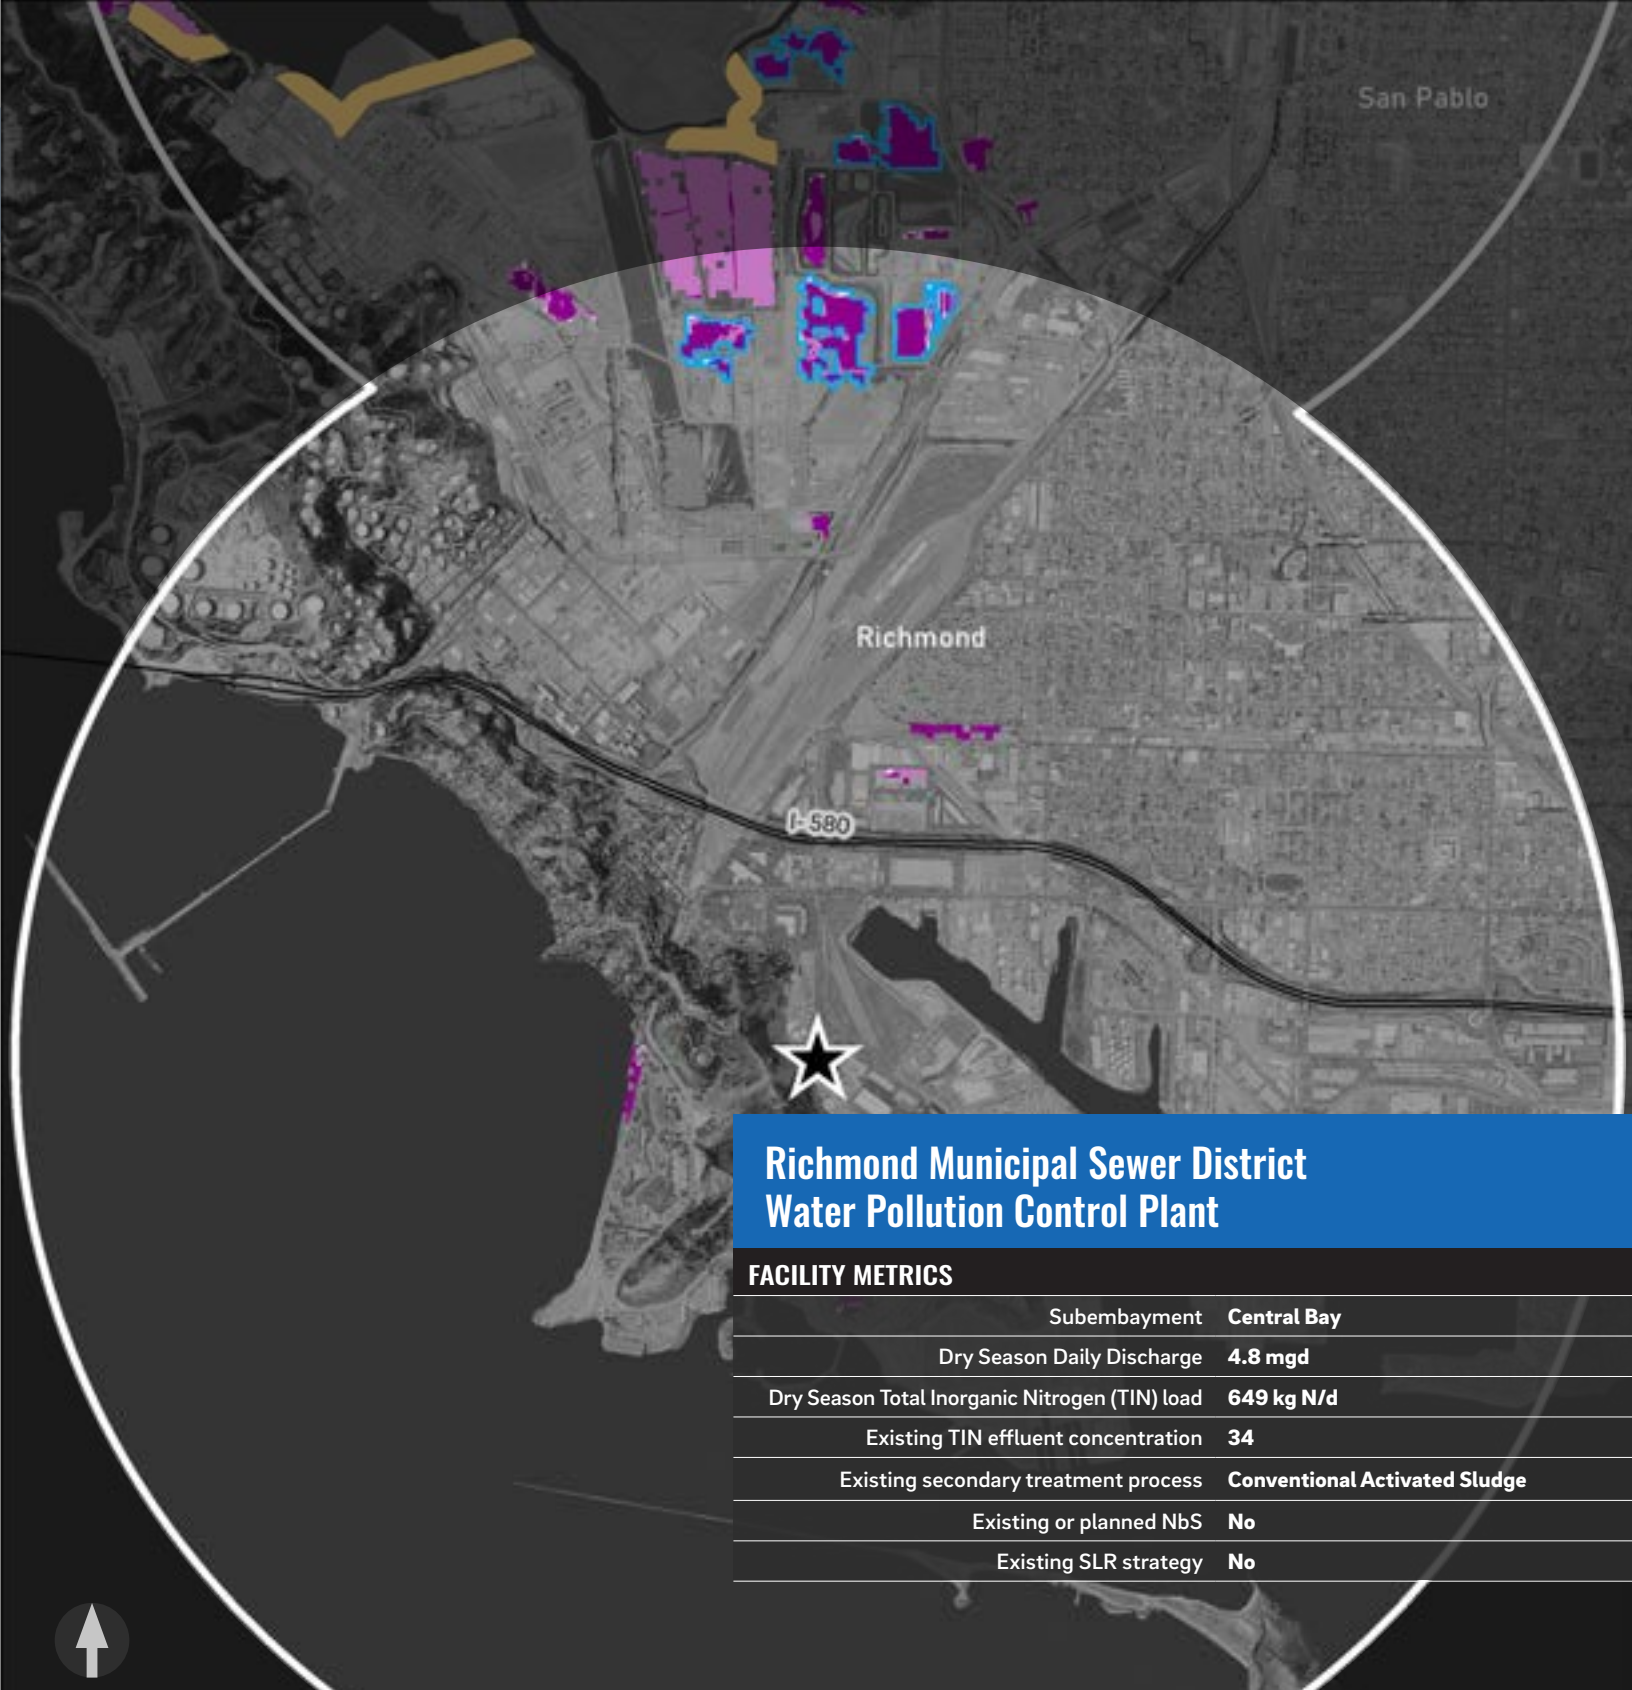 San Pablo
Richmond
I-580
Richmond Municipal Sewer District
Water Pollution Control Plant
FACILITY METRICS
Subembayment Central Bay
Dry Season Daily Discharge 4.8 mgd
Dry Season Total Inorganic Nitrogen (TIN) load 649 kg N/d
Existing TIN effluent concentration 34
Existing secondary treatment process Conventional Activated Sludge
Existing or planned NbS No
Existing SLR strategy No